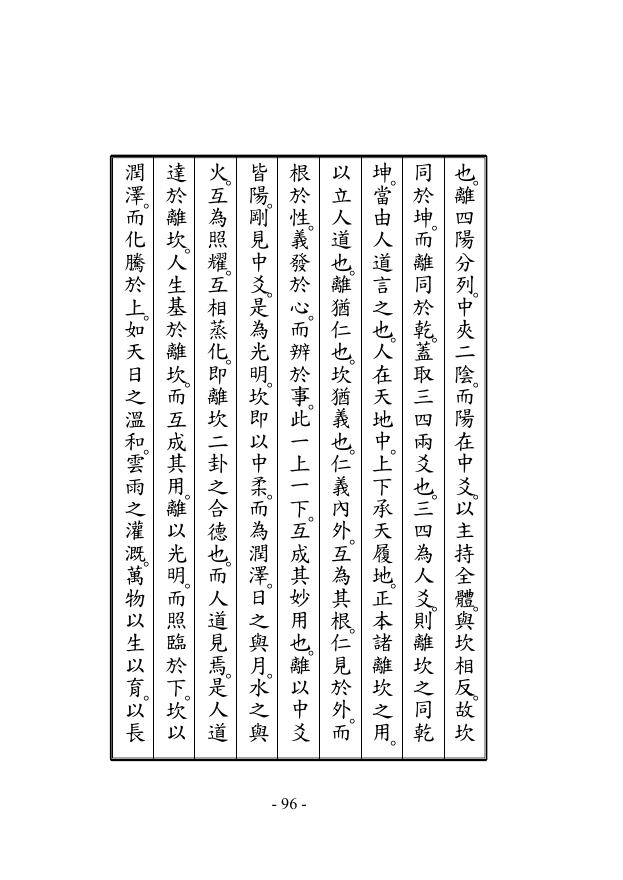 也。離四陽分列。中夾二陰。而陽在中爻。以主持全體。與坎相反。故坎
同於坤。而離同於乾。蓋取三四兩爻也。三四為人爻。則離坎之同乾
坤。當由人道言之也。人在天地中。上下承天履地。正本諸離坎之用。
以立人道也。離猶仁也。坎猶義也。仁義內外。互為其根。仁見於外。而
根於性。義發於心。而辨於事。此一上一下。互成其妙用也。離以中爻
皆陽。剛見中爻。是為光明。坎即以中柔。而為潤澤。日之與月。水之與
火。互為照耀。互相蒸化。即離坎二卦之合德也。而人道見焉。是人道
達於離坎。人生基於離坎。而互成其用。離以光明。而照臨於下。坎以
潤澤。而化騰於上。如天日之溫和。雲雨之灌溉。萬物以生以育。以長
- 96 -